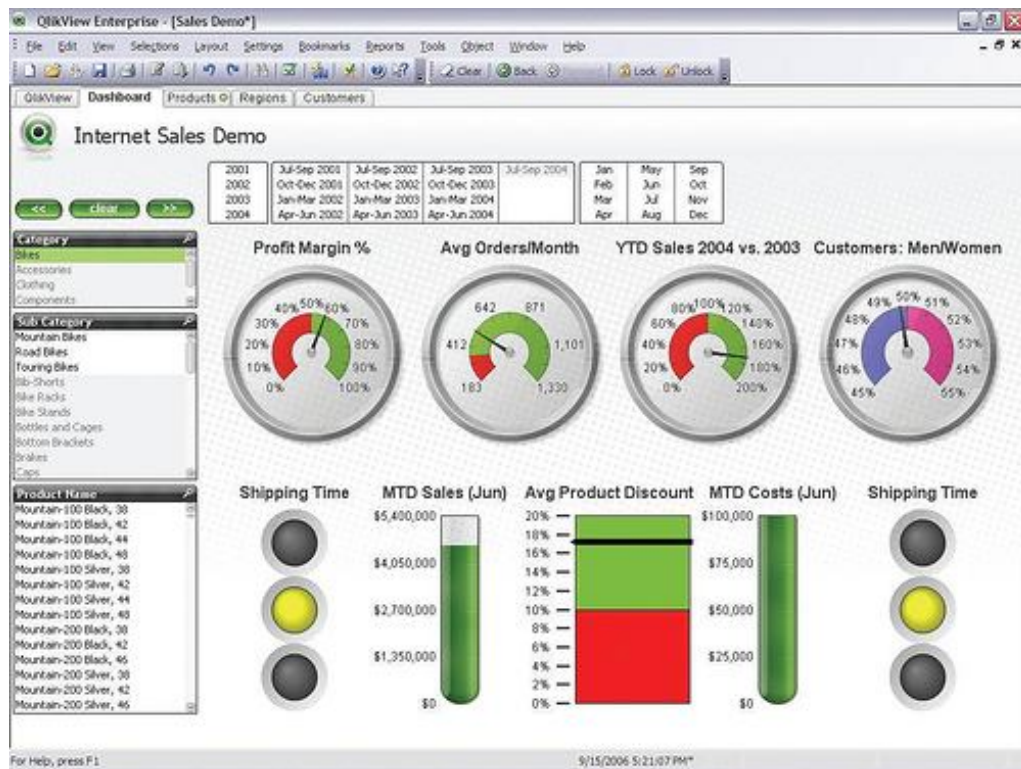 QlikView Enterprise - [Sales Demo*]
File Edit View Selections Layout Settings Bookmarks Reports Tools Object Window Help
Clear Back Lock Unlock
QlikView Dashboard Products Regions Customers
Internet Sales Demo
2001 Jul-Sep 2001 Jul-Sep 2002 Jul-Sep 2003 Jul-Sep 2004 Jan May Sep
2002 Oct-Dec 2001 Oct-Dec 2002 Oct-Dec 2003 Feb Jun Oct
2003 Jan-Mar 2002 Jan-Mar 2003 Jan-Mar 2004 Mar Jul Nov
2004 Apr-Jun 2002 Apr-Jun 2003 Apr-Jun 2004 Apr Aug Dec
<< clear >>
Category
Bikes
Accessories
Clothing
Components
Sub Category
Mountain Bikes
Road Bikes
Touring Bikes
Bib-Shorts
Bike Racks
Bike Stands
Bottles and Cages
Bottom Brackets
Brakes
Caps
Product Name
Mountain-100 Black, 38
Mountain-100 Black, 42
Mountain-100 Black, 44
Mountain-100 Black, 48
Mountain-100 Silver, 38
Mountain-100 Silver, 42
Mountain-100 Silver, 44
Mountain-100 Silver, 48
Mountain-200 Black, 38
Mountain-200 Black, 42
Mountain-200 Black, 46
Mountain-200 Silver, 38
Mountain-200 Silver, 42
Mountain-200 Silver, 46
Profit Margin %
0% 10% 20% 30% 40% 50% 60% 70% 80% 90% 100%
Avg Orders/Month
183 412 642 871 1,101 1,330
YTD Sales 2004 vs. 2003
0% 20% 40% 60% 80% 100% 120% 140% 160% 180% 200%
Customers: Men/Women
45% 46% 47% 48% 49% 50% 51% 52% 53% 54% 55%
Shipping Time
MTD Sales (Jun)
$5,400,000
$4,050,000
$2,700,000
$1,350,000
$0
Avg Product Discount
20%
18%
16%
14%
12%
10%
8%
6%
4%
2%
0%
MTD Costs (Jun)
$100,000
$75,000
$50,000
$25,000
$0
Shipping Time
For Help, press F1
9/15/2006 5:21:07 PM*